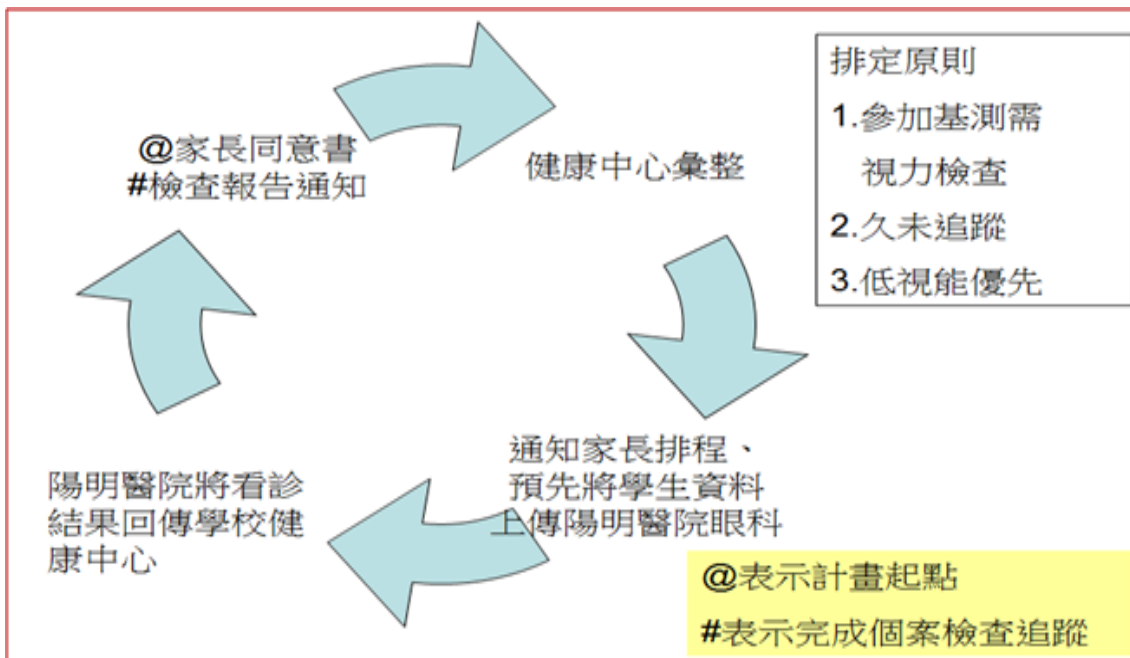 @家長同意書
#檢查報告通知
健康中心彙整
排定原則
1.參加基測需
視力檢查
2.久未追蹤
3.低視能優先
通知家長排程、
預先將學生資料
上傳陽明醫院眼科
陽明醫院將看診
結果回傳學校健
康中心
@表示計畫起點
#表示完成個案檢查追蹤